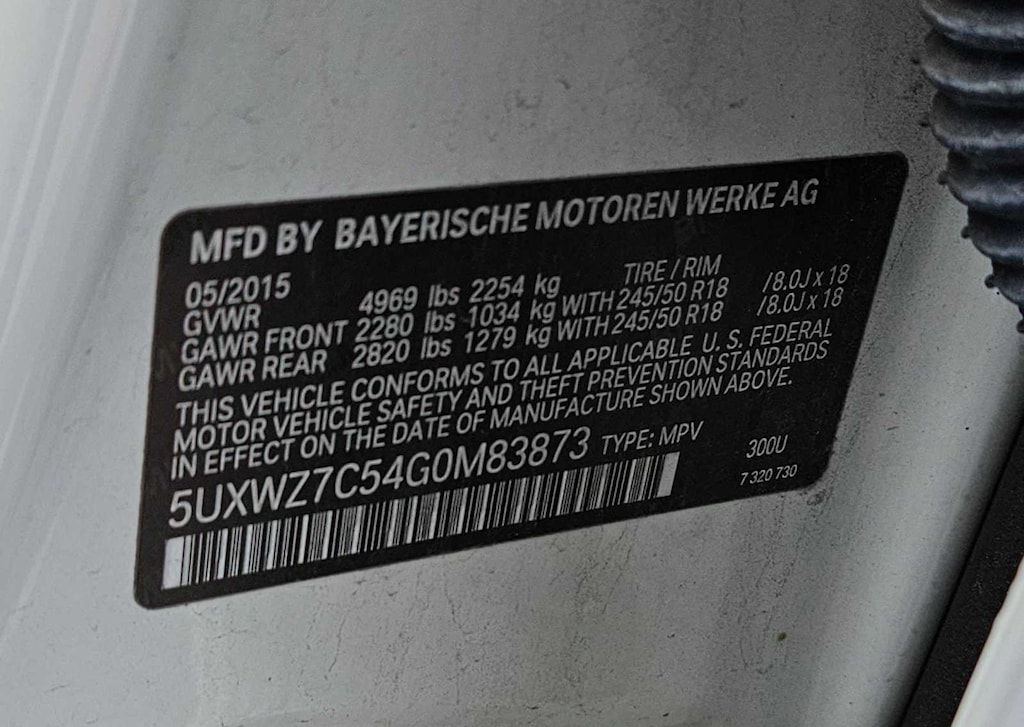 MFD BY BAYERISCHE MOTOREN WERKE AG
05/2015 TIRE / RIM
GVWR 4969 lbs 2254 kg
GAWR FRONT 2280 lbs 1034 kg WITH 245/50 R18 /8.0J x 18
GAWR REAR 2820 lbs 1279 kg WITH 245/50 R18 /8.0J x 18
THIS VEHICLE CONFORMS TO ALL APPLICABLE U. S. FEDERAL
MOTOR VEHICLE SAFETY AND THEFT PREVENTION STANDARDS
IN EFFECT ON THE DATE OF MANUFACTURE SHOWN ABOVE.
5UXWZ7C54G0M83873 TYPE: MPV 300U
7 320 730